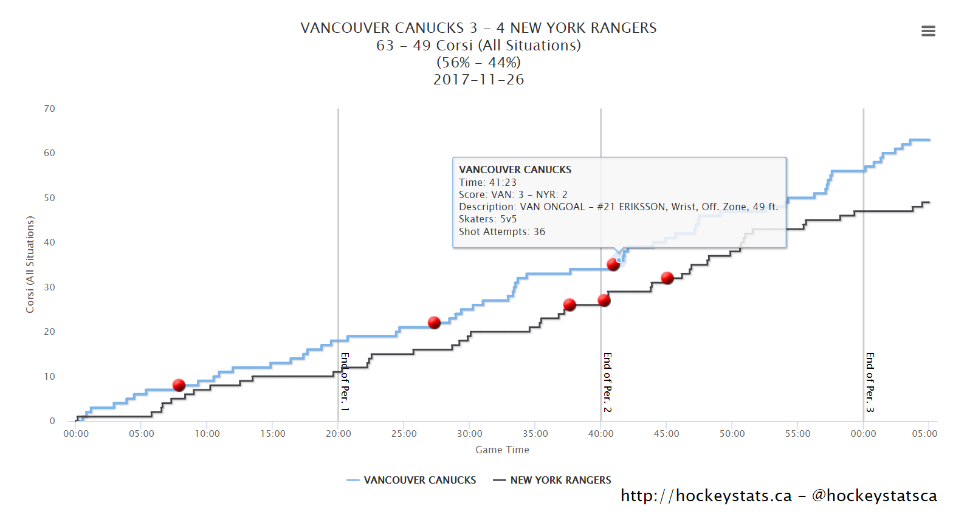 VANCOUVER CANUCKS 3 - 4 NEW YORK RANGERS
63 - 49 Corsi (All Situations)
(56% - 44%)
2017-11-26
Corsi (All Situations)
70
60
50
40
30
20
10
0
VANCOUVER CANUCKS
Time: 41:23
Score: VAN: 3 - NYR: 2
Description: VAN ONGOAL - #21 ERIKSSON, Wrist, Off. Zone, 49 ft.
Skaters: 5v5
Shot Attempts: 36
End of Per. 1
End of Per. 2
End of Per. 3
00:00 05:00 10:00 15:00 20:00 25:00 30:00 35:00 40:00 45:00 50:00 55:00 00:00 05:00
Game Time
VANCOUVER CANUCKS NEW YORK RANGERS
http://hockeystats.ca - @hockeystatsca